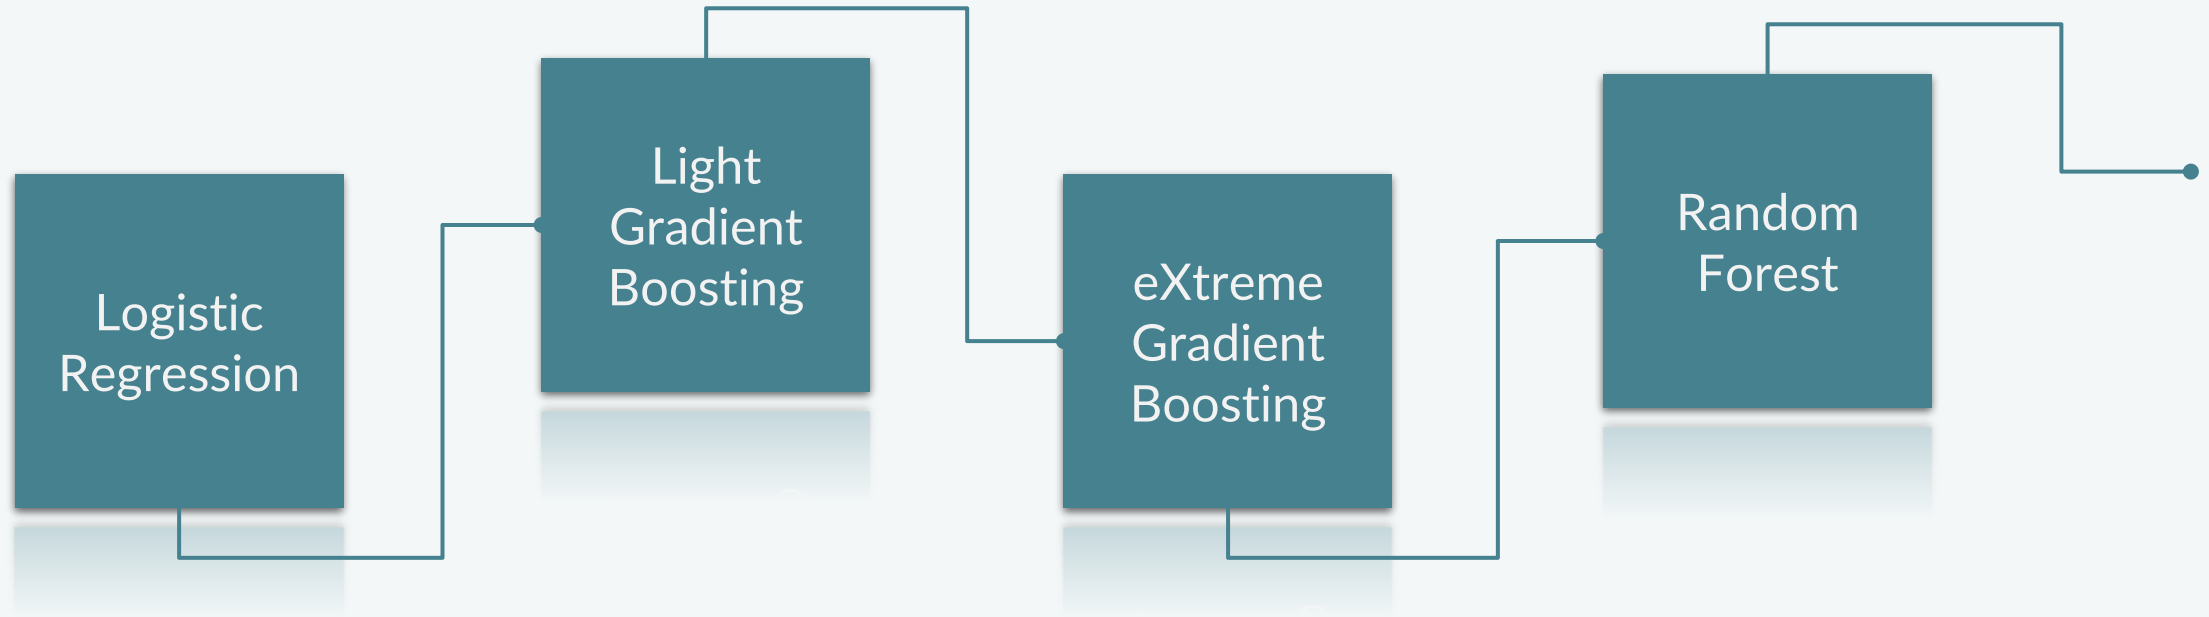 Logistic
Regression
Light
Gradient
Boosting
eXtreme
Gradient
Boosting
Random
Forest